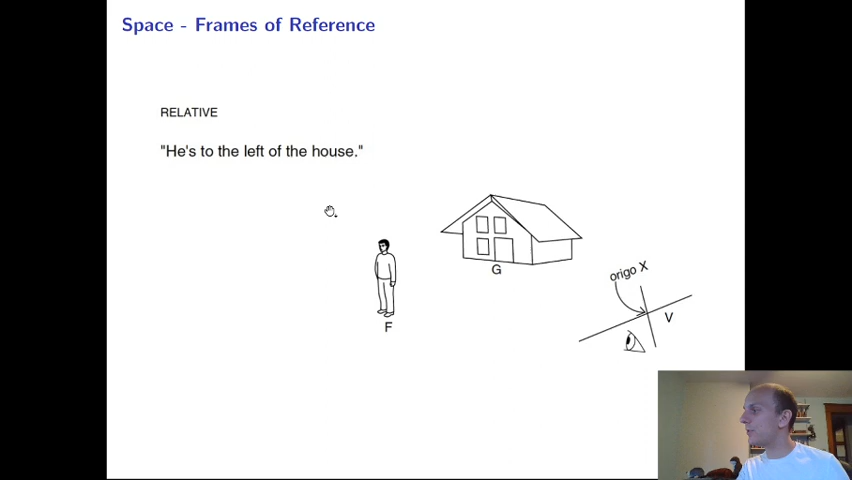 Space - Frames of Reference
RELATIVE
"He's to the left of the house."
G
origo X
V
F